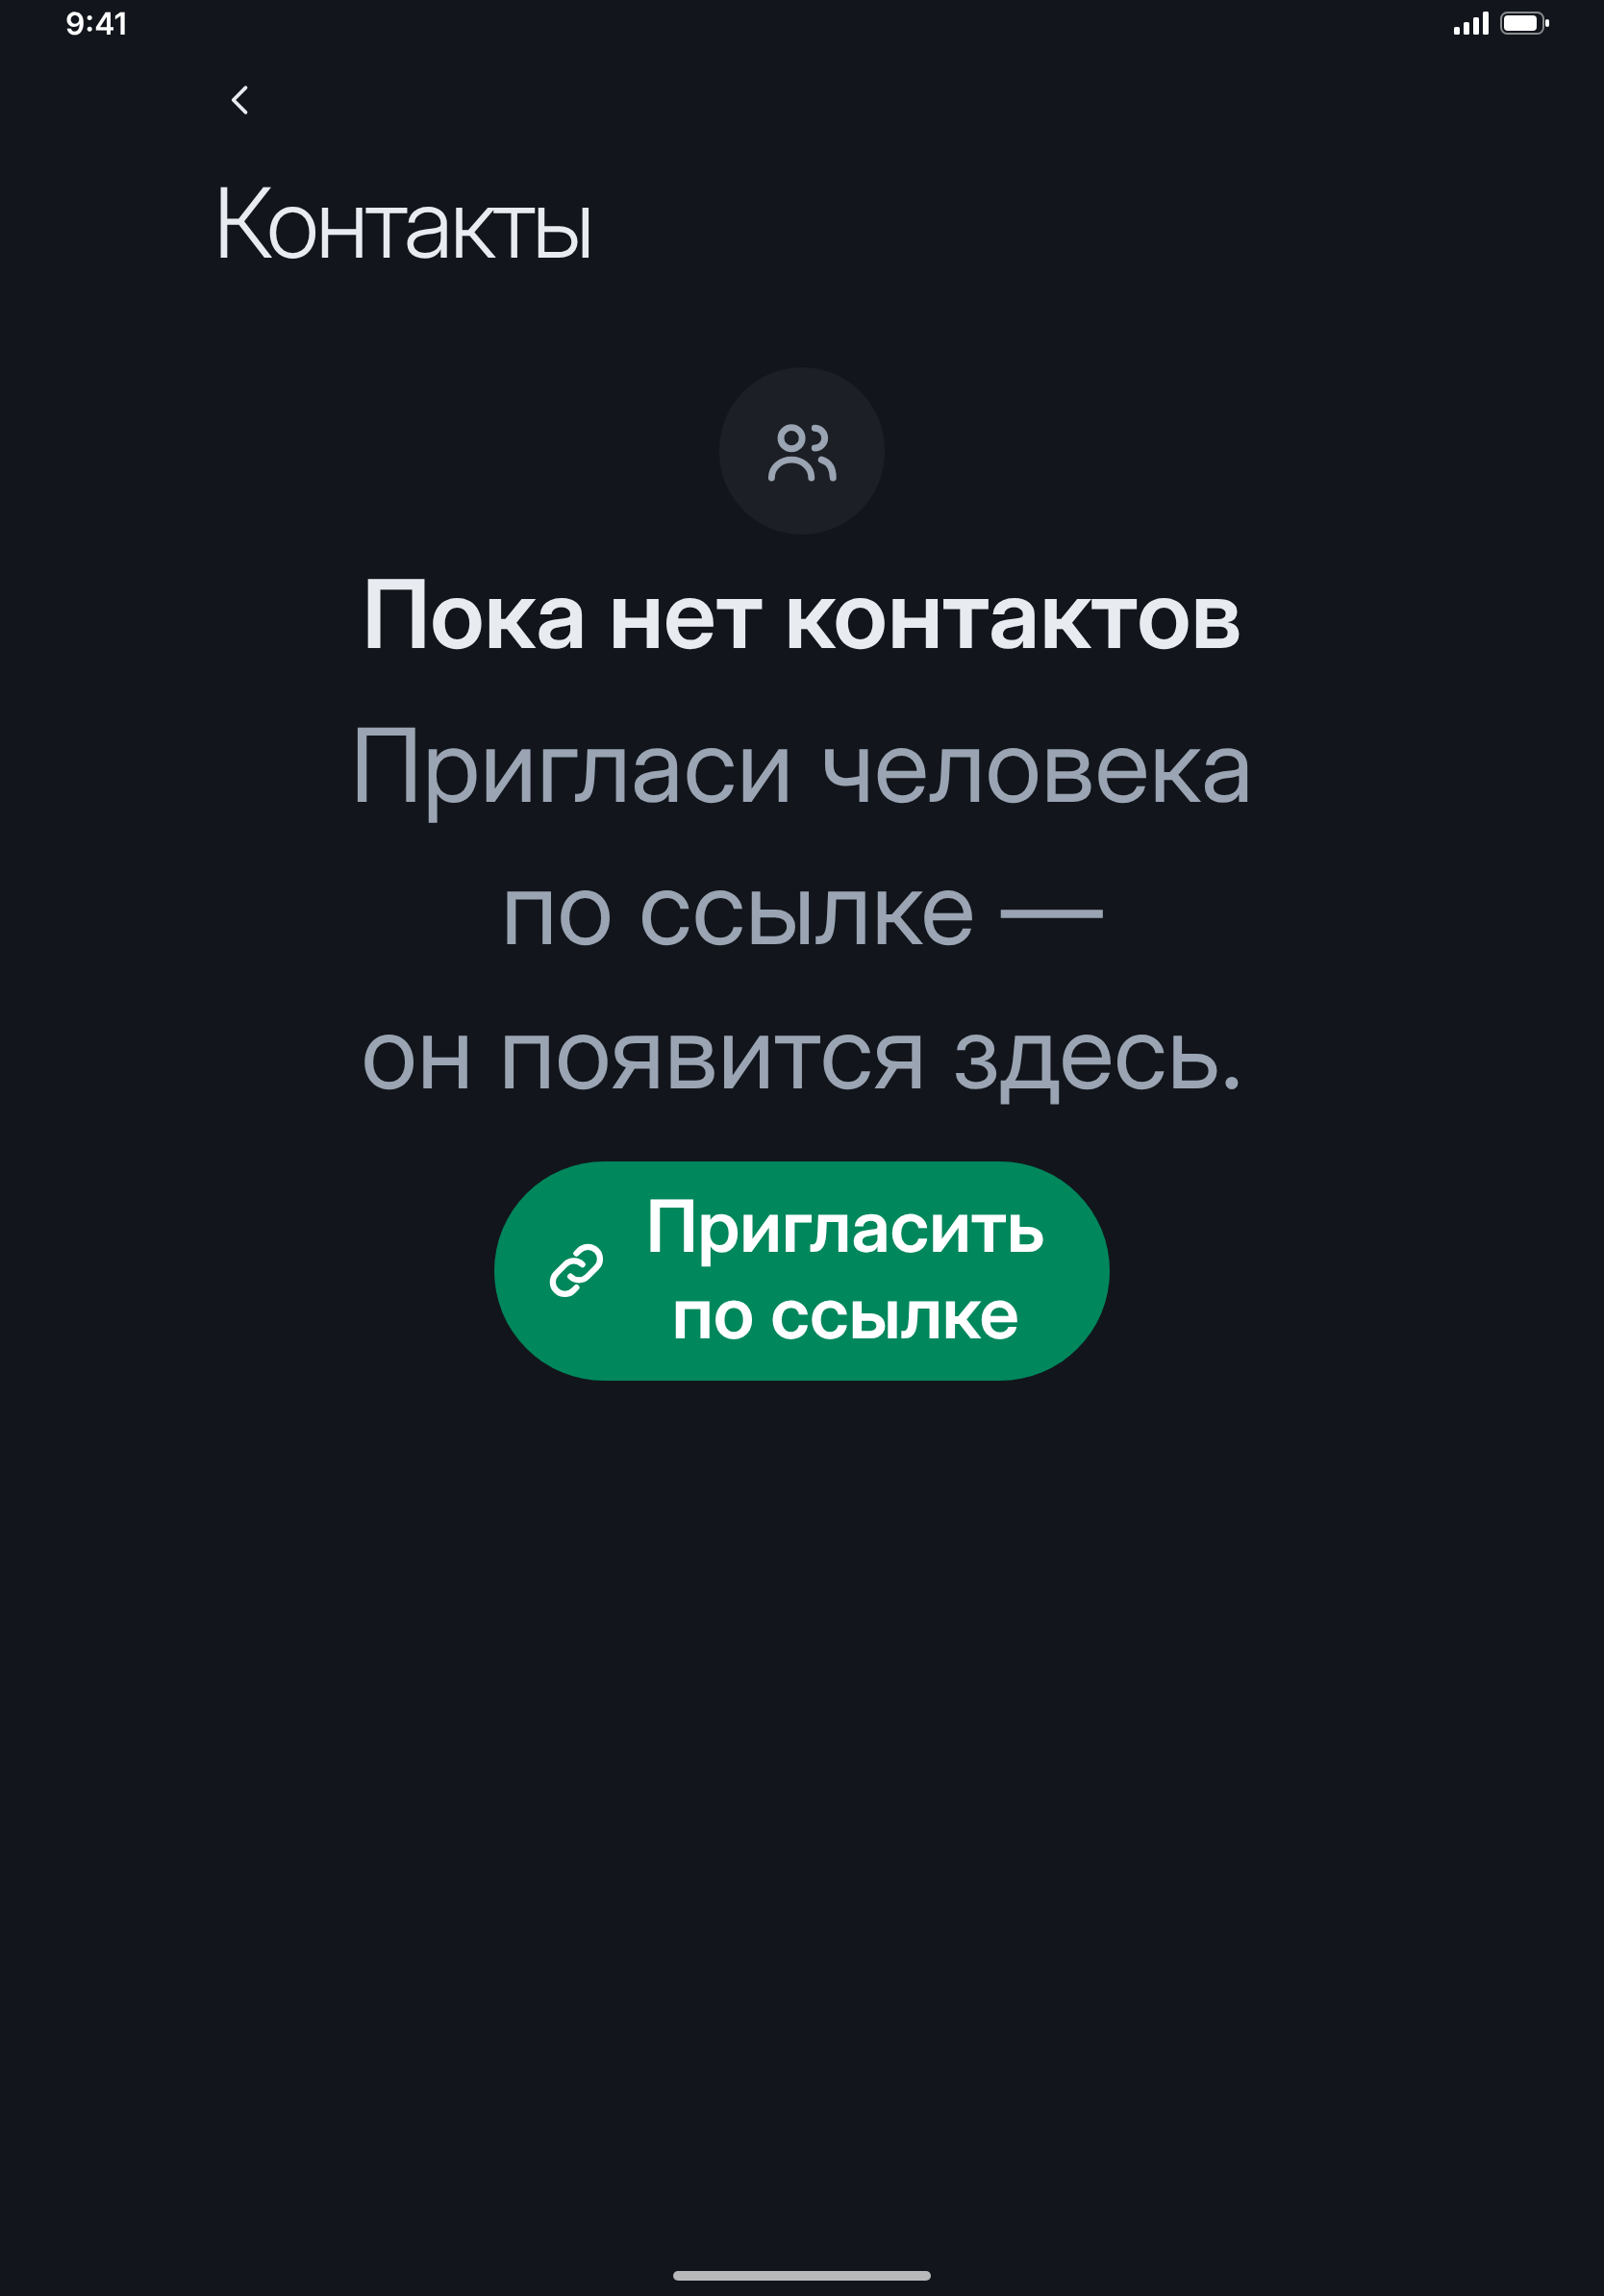 9:41
Контакты
Пока нет контактов
Пригласи человека
по ссылке —
он появится здесь.
Пригласить
по ссылке